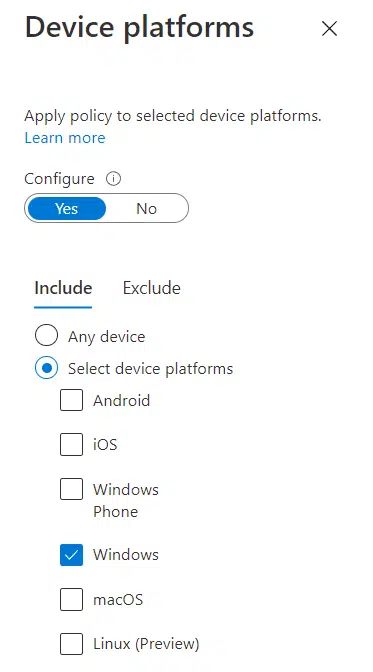 Device platforms
Apply policy to selected device platforms.
Learn more
Configure
Yes No
Include Exclude
Any device
Select device platforms
Android
iOS
Windows
Phone
Windows
macOS
Linux (Preview)